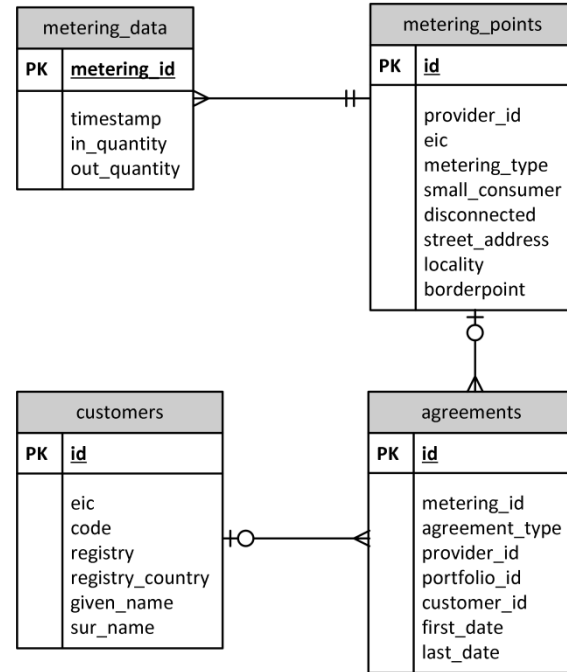 metering_data
PK metering_id
timestamp
in_quantity
out_quantity
metering_points
PK id
provider_id
eic
metering_type
small_consumer
disconnected
street_address
locality
borderpoint
customers
PK id
eic
code
registry
registry_country
given_name
sur_name
agreements
PK id
metering_id
agreement_type
provider_id
portfolio_id
customer_id
first_date
last_date